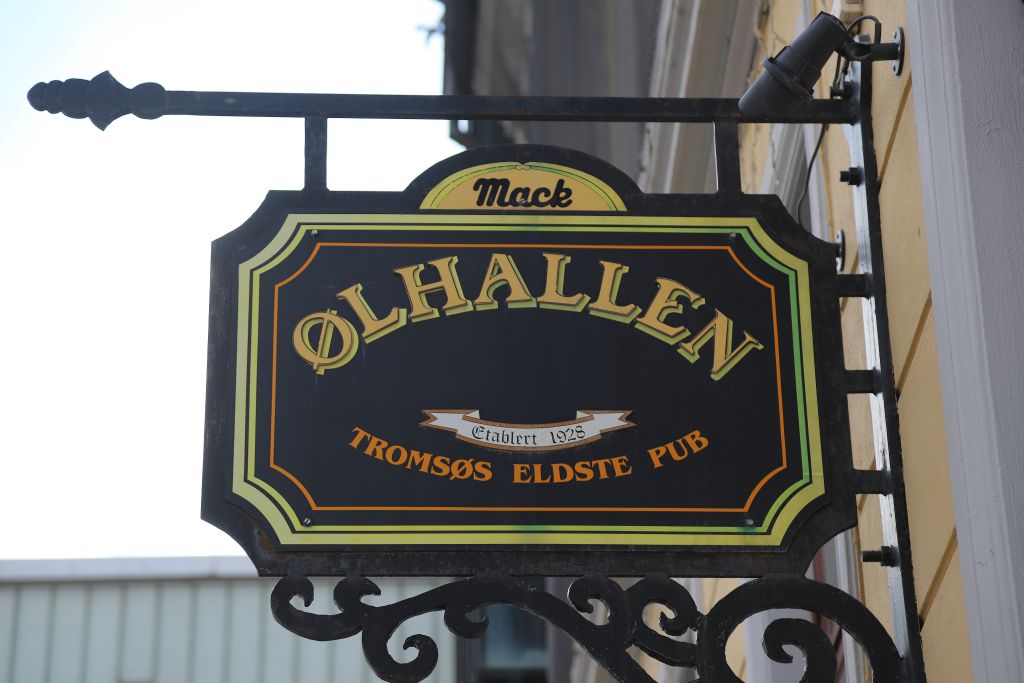 Mack
ØLHALLEN
Etablert 1928
TROMSØS ELDSTE PUB